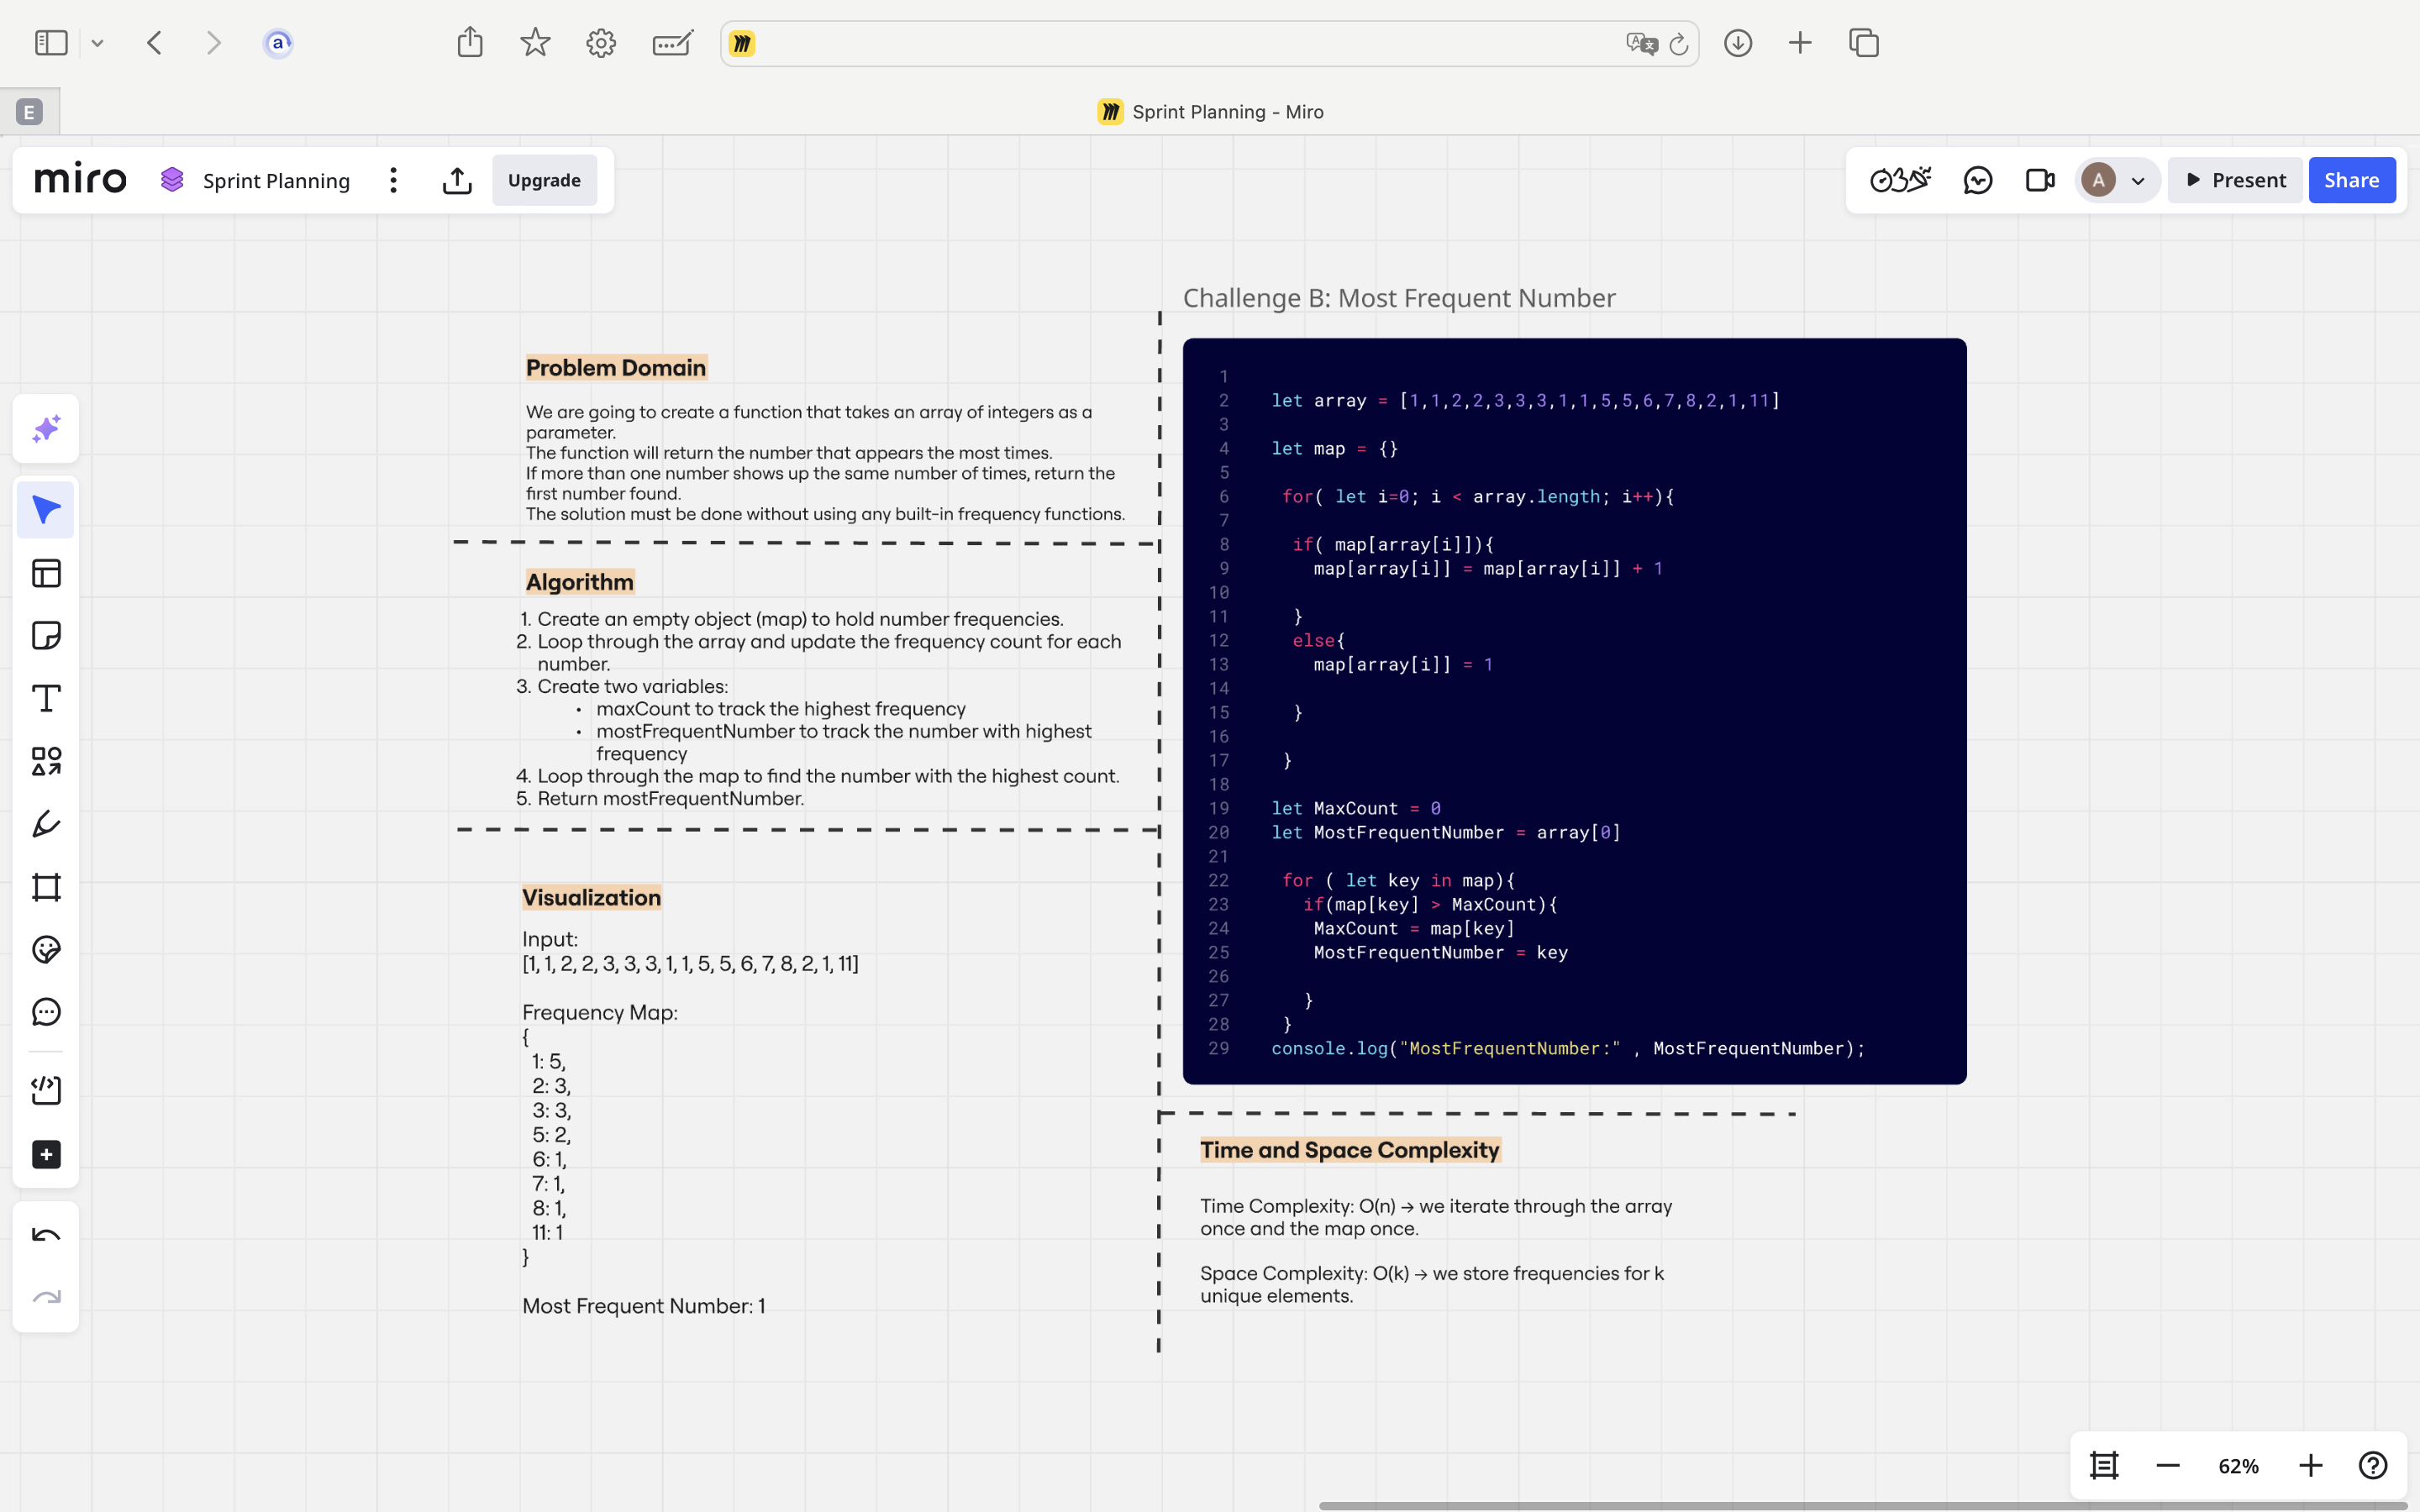 a
E
Sprint Planning - Miro
miro
Sprint Planning
Upgrade
A
Present
Share
Problem Domain
We are going to create a function that takes an array of integers as a
parameter.
The function will return the number that appears the most times.
If more than one number shows up the same number of times, return the
first number found.
The solution must be done without using any built-in frequency functions.
Algorithm
1. Create an empty object (map) to hold number frequencies.
2. Loop through the array and update the frequency count for each
number.
3. Create two variables:
• maxCount to track the highest frequency
• mostFrequentNumber to track the number with highest
frequency
4. Loop through the map to find the number with the highest count.
5. Return mostFrequentNumber.
Visualization
Input:
[1, 1, 2, 2, 3, 3, 3, 1, 1, 5, 5, 6, 7, 8, 2, 1, 11]
Frequency Map:
{
1: 5,
2: 3,
3: 3,
5: 2,
6: 1,
7: 1,
8: 1,
11: 1
}
Most Frequent Number: 1
Challenge B: Most Frequent Number
1
2 let array = [1,1,2,2,3,3,3,1,1,5,5,6,7,8,2,1,11]
3
4 let map = {}
5
6 for( let i=0; i < array.length; i++){
7
8 if( map[array[i]]){
9 map[array[i]] = map[array[i]] + 1
10
11 }
12 else{
13 map[array[i]] = 1
14
15 }
16
17 }
18
19 let MaxCount = 0
20 let MostFrequentNumber = array[0]
21
22 for ( let key in map){
23 if(map[key] > MaxCount){
24 MaxCount = map[key]
25 MostFrequentNumber = key
26
27 }
28 }
29 console.log("MostFrequentNumber:" , MostFrequentNumber);
Time and Space Complexity
Time Complexity: O(n) → we iterate through the array
once and the map once.
Space Complexity: O(k) → we store frequencies for k
unique elements.
62%